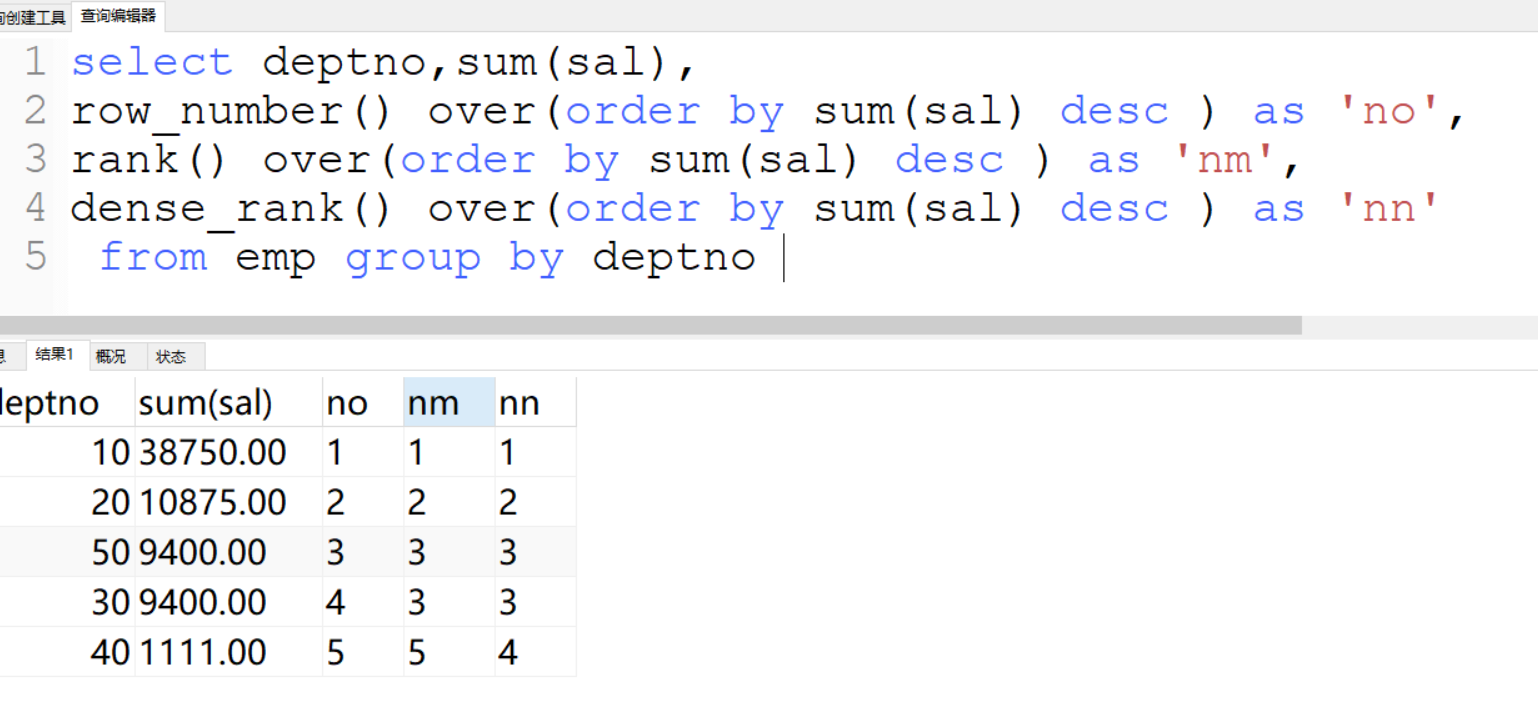 创建工具 查询编辑器
1 select deptno,sum(sal),
2 row_number() over(order by sum(sal) desc ) as 'no',
3 rank() over(order by sum(sal) desc ) as 'nm',
4 dense_rank() over(order by sum(sal) desc ) as 'nn'
5 from emp group by deptno
息 结果1 概况 状态
deptno sum(sal) no nm nn
10 38750.00 1 1 1
20 10875.00 2 2 2
50 9400.00 3 3 3
30 9400.00 4 3 3
40 1111.00 5 5 4